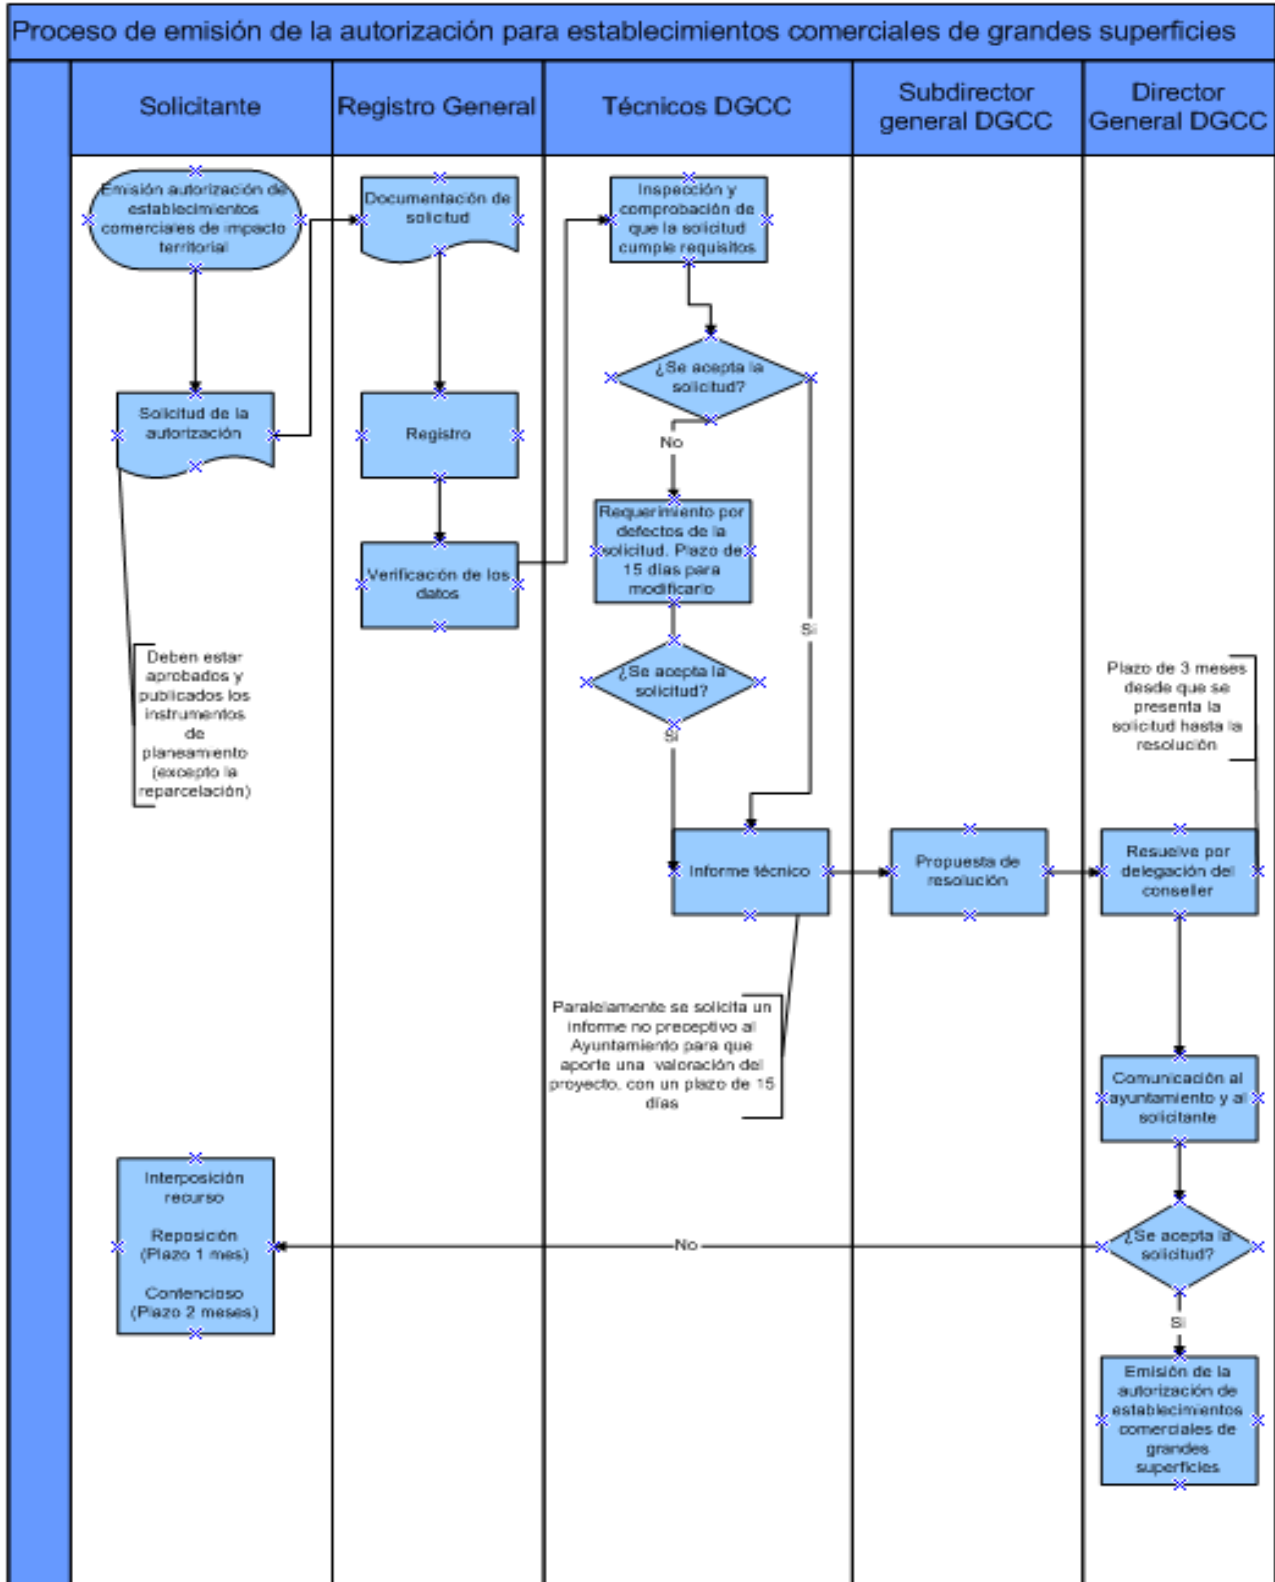 Proceso de emisión de la autorización para establecimientos comerciales de grandes superficies
Solicitante
Registro General
Técnicos DGCC
Subdirector
general DGCC
Director
General DGCC
Emisión autorización de
establecimientos
comerciales de impacto
territorial
Documentación de
solicitud
Inspección y
comprobación de
que la solicitud
cumple requisitos
¿Se acepta la
solicitud?
Solicitud de la
autorización
Registro
No
Requerimiento por
defectos de la
solicitud. Plazo de
15 días para
modificarlo
Verificación de los
datos
Si
¿Se acepta la
solicitud?
Si
Deben estar
aprobados y
publicados los
instrumentos
de
planeamiento
(excepto la
reparcelación)
Plazo de 3 meses
desde que se
presenta la
solicitud hasta la
resolución
Informe técnico
Propuesta de
resolución
Resuelve por
delegación del
conseller
Paralelamente se solicita un
informe no preceptivo al
Ayuntamiento para que
aporte una valoración del
proyecto, con un plazo de 15
días
Comunicación al
ayuntamiento y al
solicitante
Interposición
recurso
Reposición
(Plazo 1 mes)
Contencioso
(Plazo 2 meses)
No
¿Se acepta la
solicitud?
Si
Emisión de la
autorización de
establecimientos
comerciales de
grandes
superficies